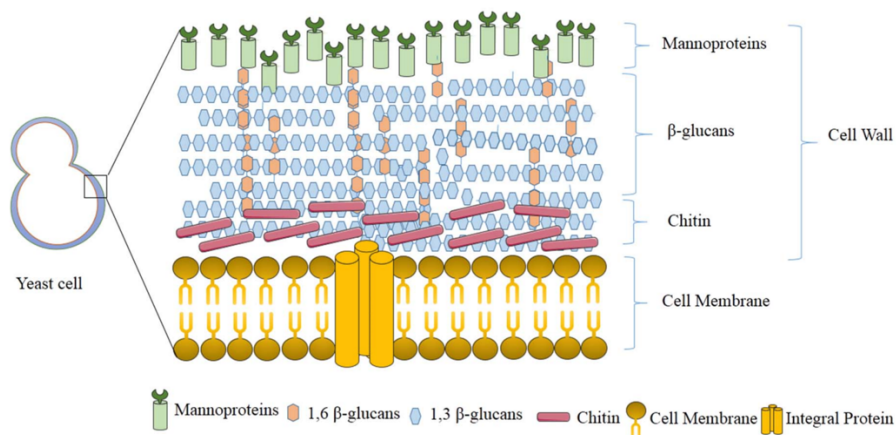 Mannoproteins
β-glucans
Cell Wall
Chitin
Yeast cell
Cell Membrane
Mannoproteins 1,6 β-glucans 1,3 β-glucans Chitin Cell Membrane Integral Protein